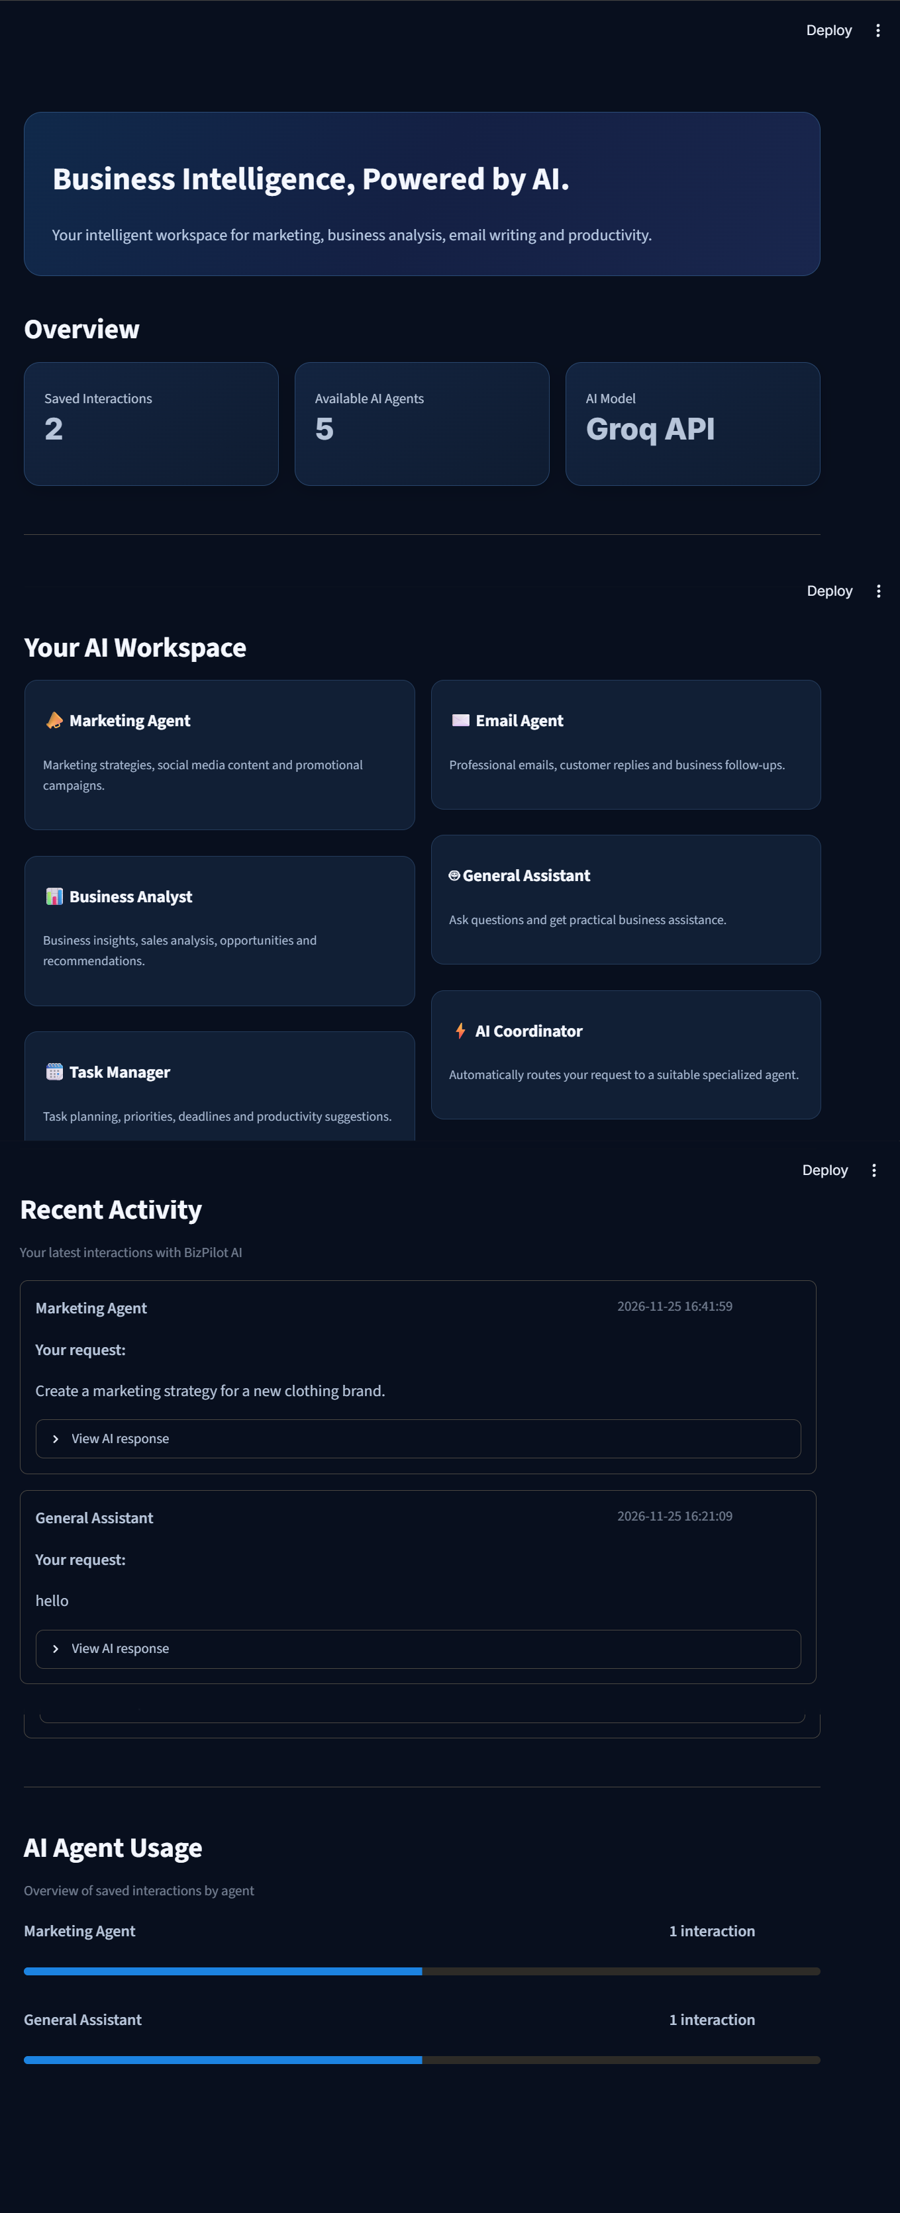 Deploy
Business Intelligence, Powered by AI.
Your intelligent workspace for marketing, business analysis, email writing and productivity.
Overview
Saved Interactions
2
Available AI Agents
5
AI Model
Groq API
Deploy
Your AI Workspace
Marketing Agent
Marketing strategies, social media content and promotional
campaigns.
Email Agent
Professional emails, customer replies and business follow-ups.
Business Analyst
Business insights, sales analysis, opportunities and
recommendations.
General Assistant
Ask questions and get practical business assistance.
Task Manager
Task planning, priorities, deadlines and productivity suggestions.
AI Coordinator
Automatically routes your request to a suitable specialized agent.
Deploy
Recent Activity
Your latest interactions with BizPilot AI
Marketing Agent
2026-11-25 16:41:59
Your request:
Create a marketing strategy for a new clothing brand.
View AI response
General Assistant
2026-11-25 16:21:09
Your request:
hello
View AI response
AI Agent Usage
Overview of saved interactions by agent
Marketing Agent
1 interaction
General Assistant
1 interaction